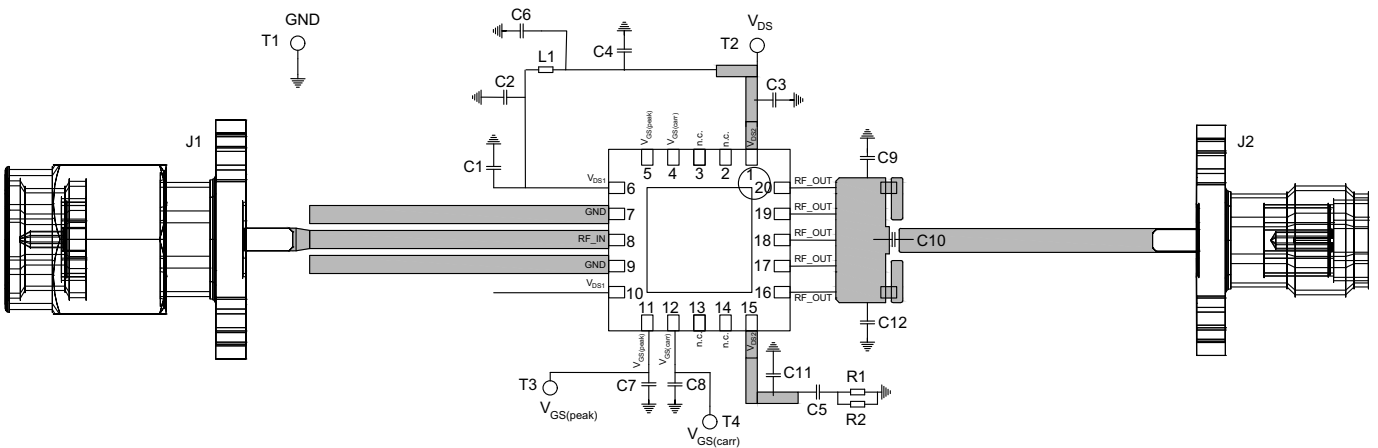 C6
GND
V_DS
T1
T2
C4
L1
C2
C3
J1
J2
V_GS(peak)
V_GS(carr)
n.c.
n.c.
V_DS2
C1
C9
5
4
3
2
1
V_DS1
6
20
RF_OUT
GND
7
19
RF_OUT
RF_IN
8
18
RF_OUT
C10
GND
9
17
RF_OUT
V_DS1
10
16
RF_OUT
11
12
13
14
15
C12
V_GS(peak)
V_GS(carr)
n.c.
n.c.
V_DS2
T3
C7
C8
C11
R1
V_GS(peak)
C5
R2
T4
V_GS(carr)